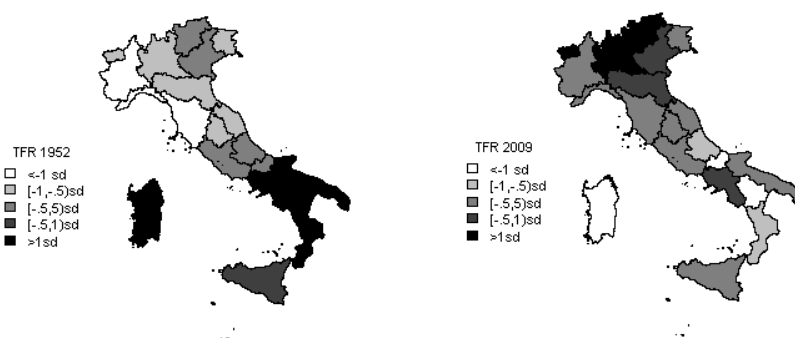 TFR 1952
<-1 sd
[-1,-.5)sd
[-.5,5)sd
[-.5,1)sd
>1sd
TFR 2009
<-1 sd
[-1,-.5)sd
[-.5,5)sd
[-.5,1)sd
>1sd